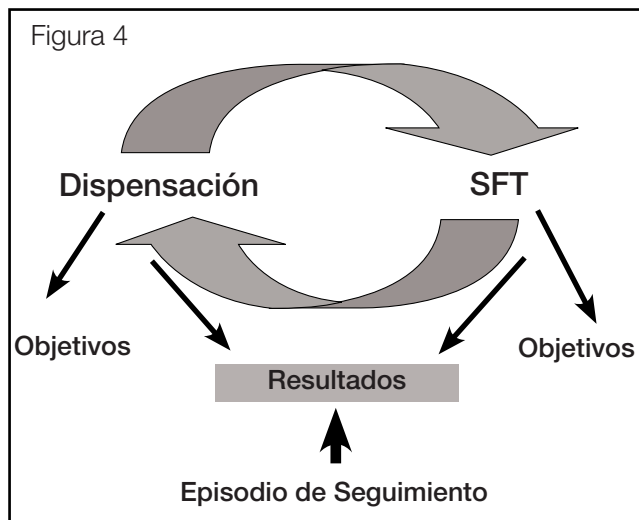 Figura 4
Dispensación
SFT
Objetivos
Objetivos
Resultados
Episodio de Seguimiento